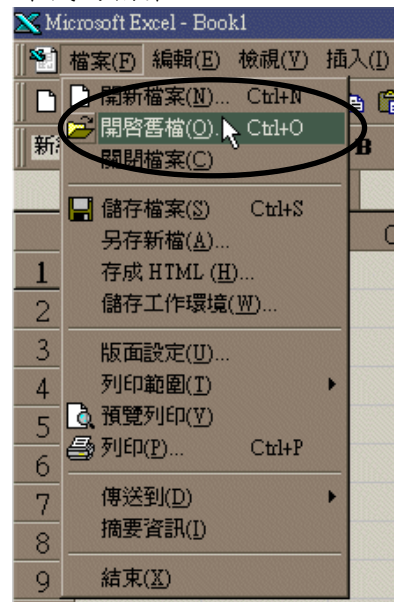 Microsoft Excel - Book1
檔案(F) 編輯(E) 檢視(V) 插入(I)
開新檔案(N)... Ctrl+N
開啓舊檔(O)... Ctrl+O
新
B
關閉檔案(C)
儲存檔案(S) Ctrl+S
另存新檔(A)...
C
1
存成 HTML (H)...
2
儲存工作環境(W)...
3
版面設定(U)...
4
列印範圍(T)
5
預覽列印(V)
6
列印(P)... Ctrl+P
7
傳送到(D)
8
摘要資訊(I)
9
結束(X)